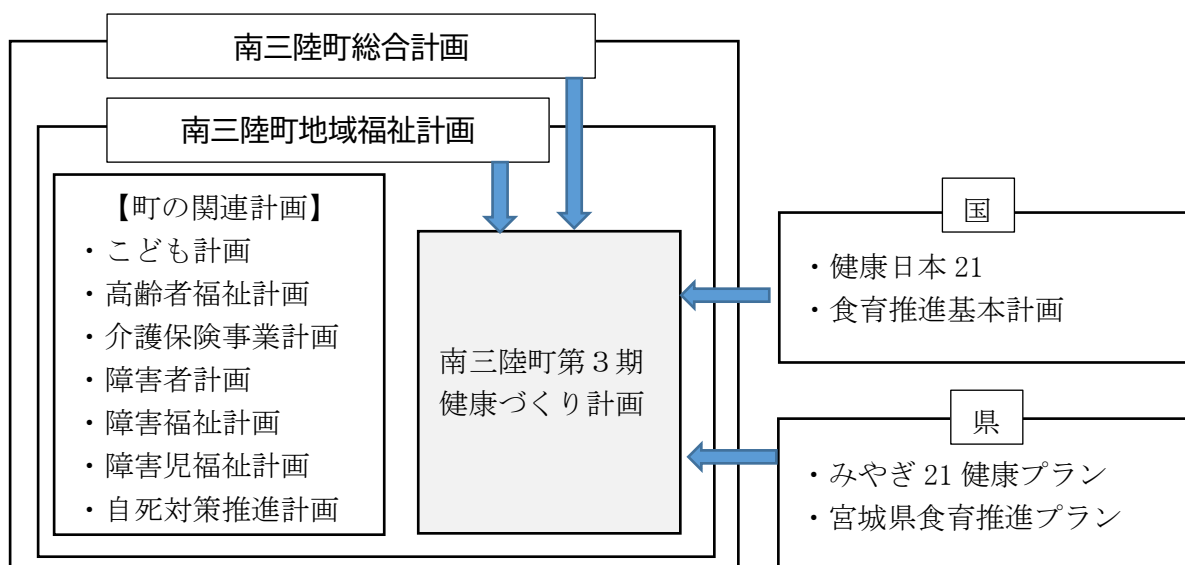 南三陸町総合計画
南三陸町地域福祉計画
【町の関連計画】
・こども計画
・高齢者福祉計画
・介護保険事業計画
・障害者計画
・障害福祉計画
・障害児福祉計画
・自死対策推進計画
南三陸町第３期
健康づくり計画
国
・健康日本 21
・食育推進基本計画
県
・みやぎ 21 健康プラン
・宮城県食育推進プラン